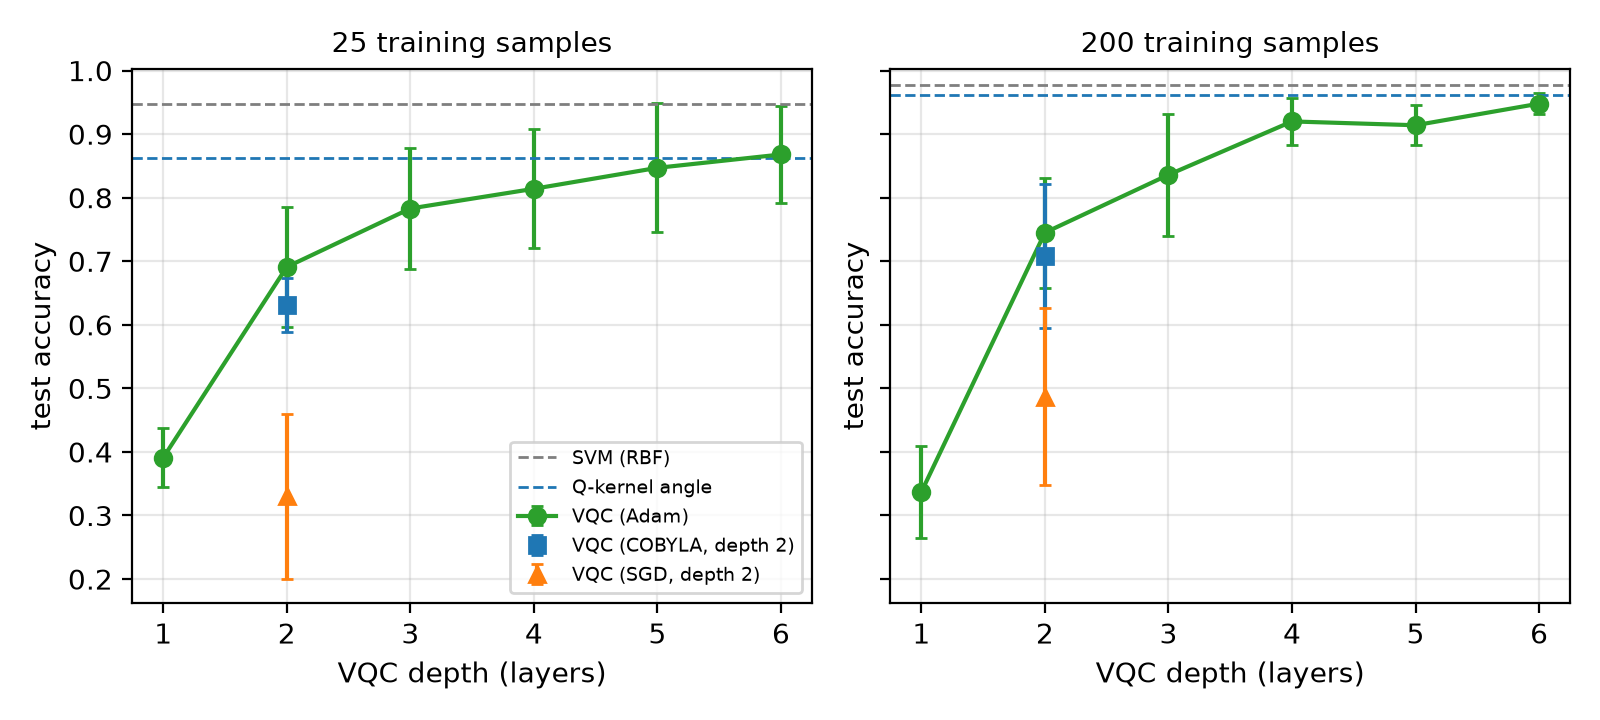 25 training samples
200 training samples
test accuracy
1.0
0.9
0.8
0.7
0.6
0.5
0.4
0.3
0.2
SVM (RBF)
Q-kernel angle
VQC (Adam)
VQC (COBYLA, depth 2)
VQC (SGD, depth 2)
1 2 3 4 5 6
VQC depth (layers)
test accuracy
1 2 3 4 5 6
VQC depth (layers)